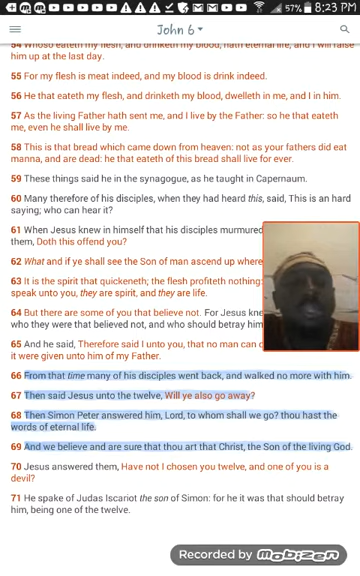 57% 8:23 PM
John 6
54 Whoso eateth my flesh, and drinketh my blood, hath eternal life; and I will raise
him up at the last day.
55 For my flesh is meat indeed, and my blood is drink indeed.
56 He that eateth my flesh, and drinketh my blood, dwelleth in me, and I in him.
57 As the living Father hath sent me, and I live by the Father: so he that eateth
me, even he shall live by me.
58 This is that bread which came down from heaven: not as your fathers did eat
manna, and are dead: he that eateth of this bread shall live for ever.
59 These things said he in the synagogue, as he taught in Capernaum.
60 Many therefore of his disciples, when they had heard this, said, This is an hard
saying; who can hear it?
61 When Jesus knew in himself that his disciples murmured
them, Doth this offend you?
62 What and if ye shall see the Son of man ascend up where
63 It is the spirit that quickeneth; the flesh profiteth nothing:
speak unto you, they are spirit, and they are life.
64 But there are some of you that believe not. For Jesus kne
who they were that believed not, and who should betray him
65 And he said, Therefore said I unto you, that no man can c
it were given unto him of my Father.
66 From that time many of his disciples went back, and walked no more with him.
67 Then said Jesus unto the twelve, Will ye also go away?
68 Then Simon Peter answered him, Lord, to whom shall we go? thou hast the
words of eternal life.
69 And we believe and are sure that thou art that Christ, the Son of the living God.
70 Jesus answered them, Have not I chosen you twelve, and one of you is a
devil?
71 He spake of Judas Iscariot the son of Simon: for he it was that should betray
him, being one of the twelve.
Recorded by mobizen